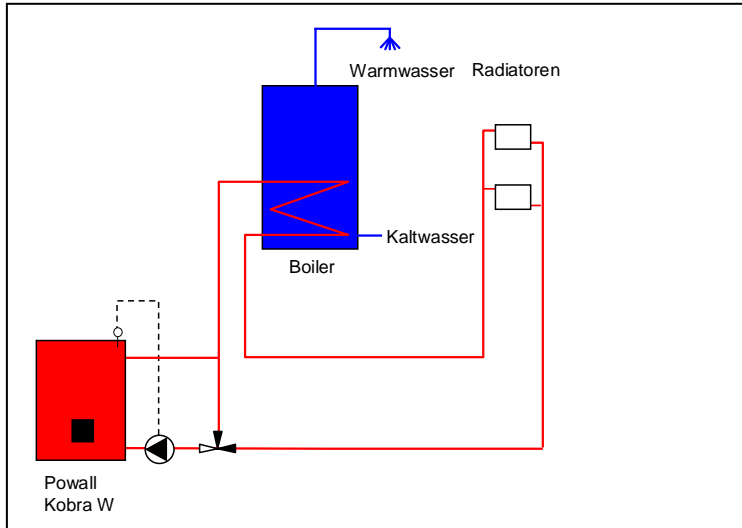 Warmwasser
Radiatoren
Kaltwasser
Boiler
Powall
Kobra W